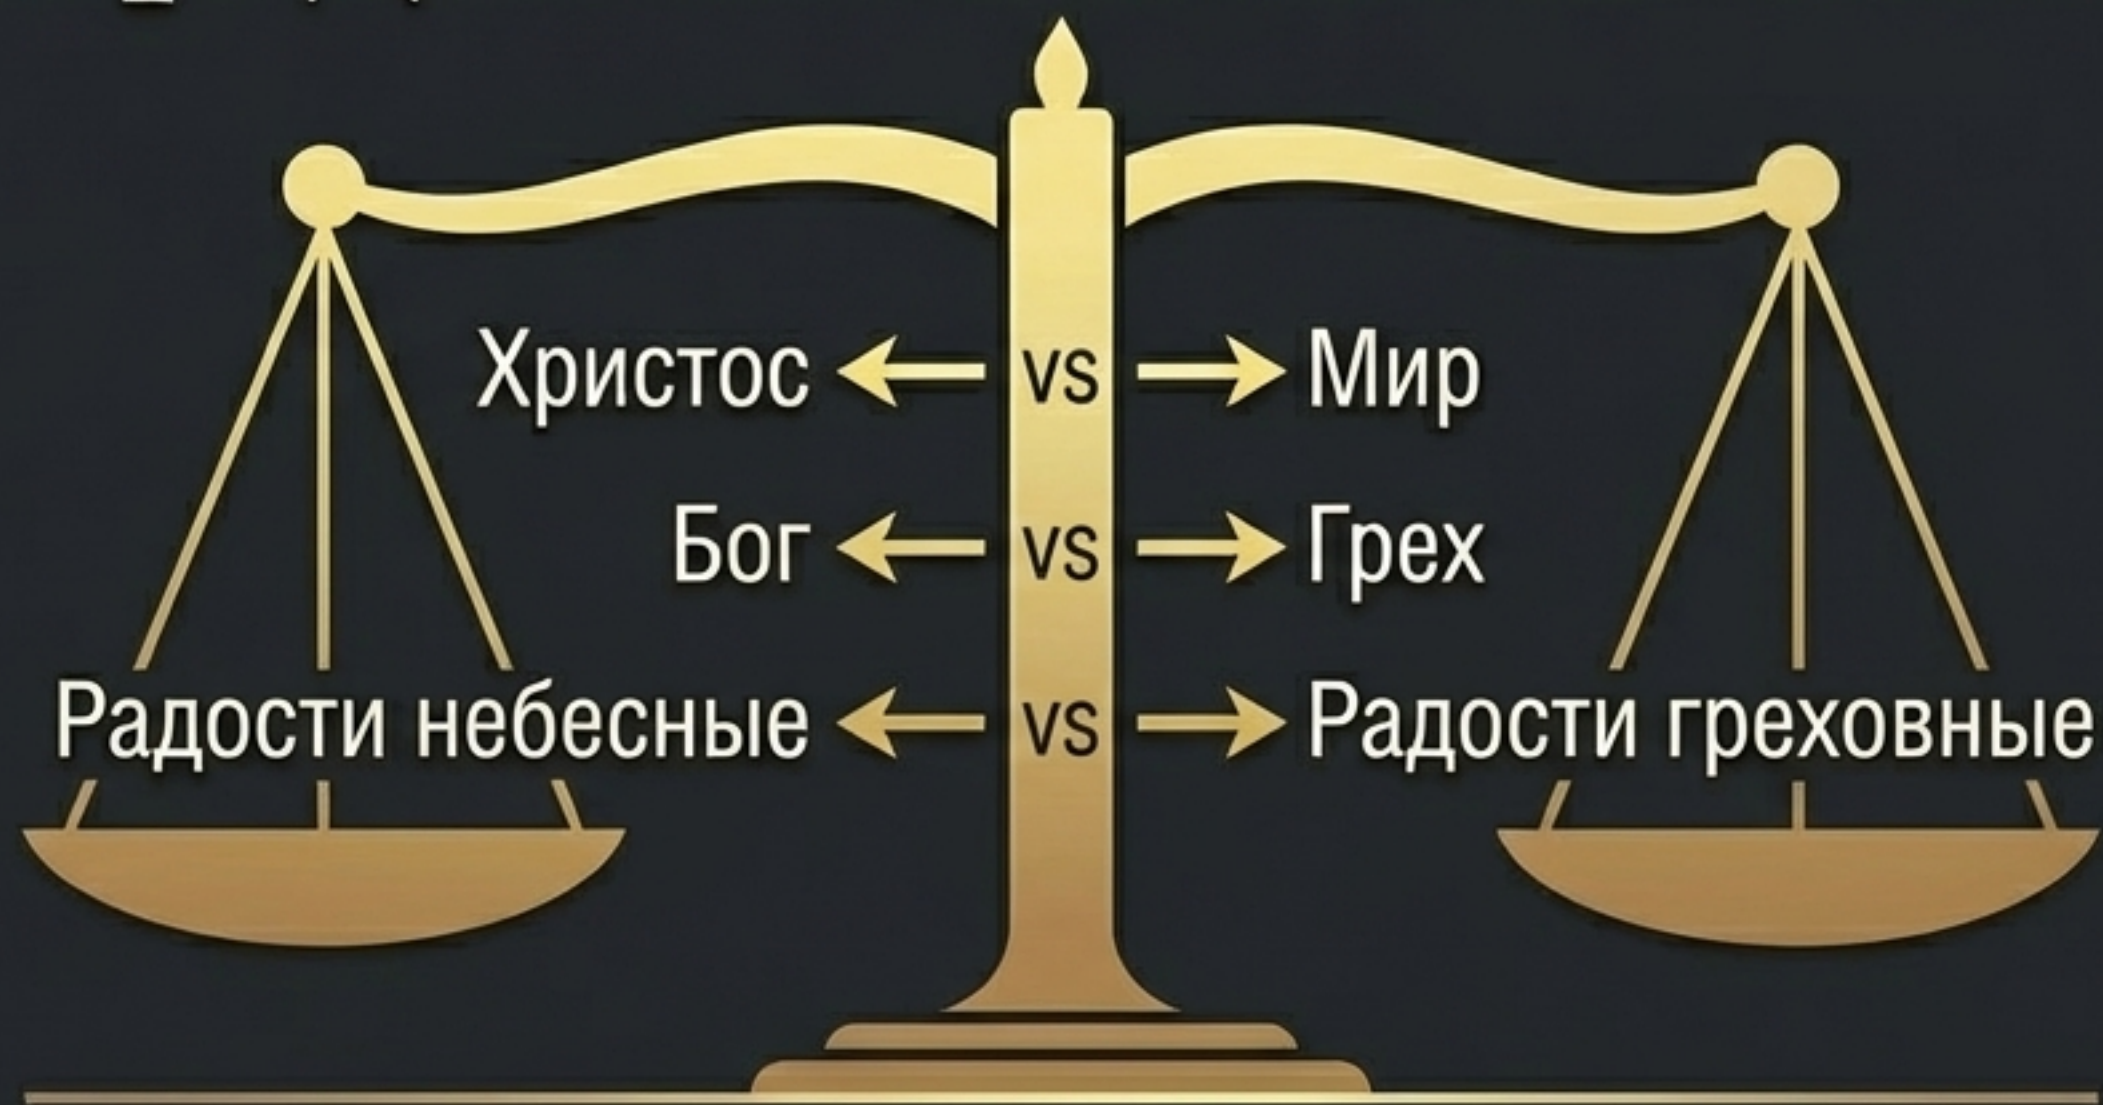 Христос VS Мир
Бог VS Грех
Радости небесные VS Радости греховные